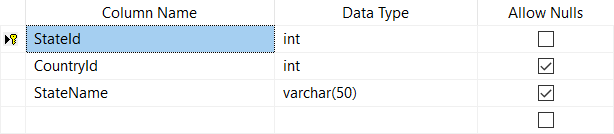 Column Name Data Type Allow Nulls
StateId int
CountryId int
StateName varchar(50)